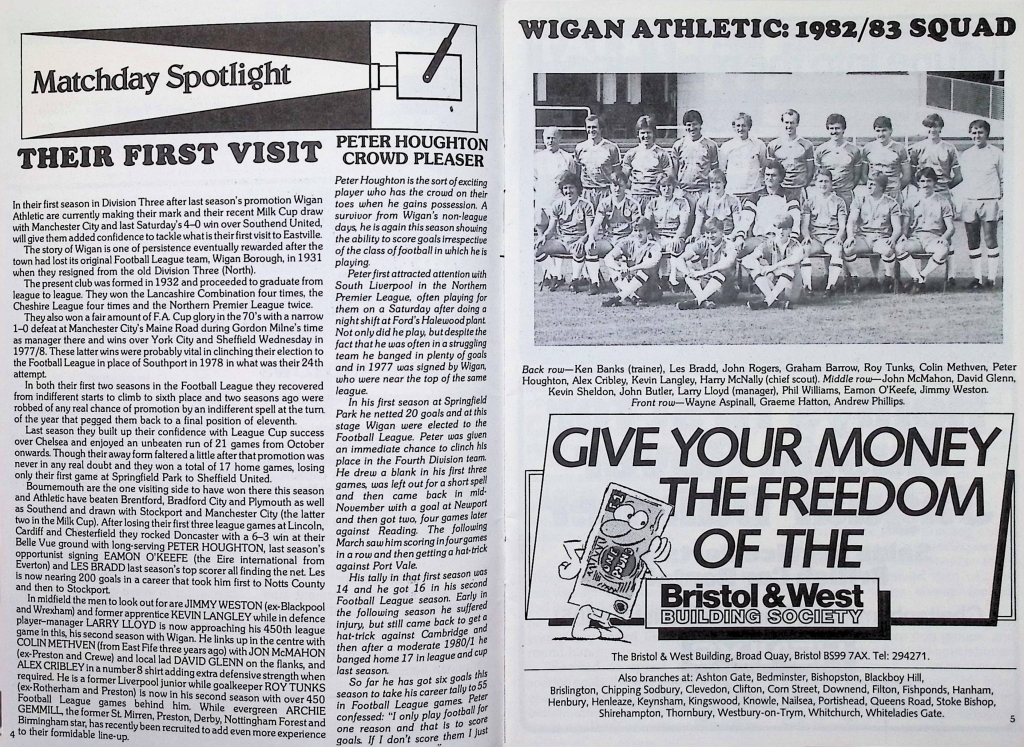 Matchday Spotlight
THEIR FIRST VISIT
In their first season in Division Three after last season's promotion Wigan
Athletic are currently making their mark and their recent Milk Cup draw
with Manchester City and last Saturday's 4–0 win over Southend United,
will give them added confidence to tackle what is their first visit to Eastville.
The story of Wigan is one of persistence eventually rewarded after the
town had lost its original Football League team, Wigan Borough, in 1931
when they resigned from the old Division Three (North).
The present club was formed in 1932 and proceeded to graduate from
league to league. They won the Lancashire Combination four times, the
Cheshire League four times and the Northern Premier League twice.
They also won a fair amount of F.A. Cup glory in the 70's with a narrow
1–0 defeat at Manchester City's Maine Road during Gordon Milne's time
as manager there and wins over York City and Sheffield Wednesday in
1977/8. These latter wins were probably vital in clinching their election to
the Football League in place of Southport in 1978 in what was their 24th
attempt.
In both their first two seasons in the Football League they recovered
from indifferent starts to climb to sixth place and two seasons ago were
robbed of any real chance of promotion by an indifferent spell at the turn
of the year that pegged them back to a final position of eleventh.
Last season they built up their confidence with League Cup success
over Chelsea and enjoyed an unbeaten run of 21 games from October
onwards. Though their away form faltered a little after that promotion was
never in any real doubt and they won a total of 17 home games, losing
only their first game at Springfield Park to Sheffield United.
Bournemouth are the one visiting side to have won there this season
and Athletic have beaten Brentford, Bradford City and Plymouth as well
as Southend and drawn with Stockport and Manchester City (the latter
two in the Milk Cup). After losing their first three league games at Lincoln,
Cardiff and Chesterfield they rocked Doncaster with a 6–3 win at their
Belle Vue ground with long-serving PETER HOUGHTON, last season's
opportunist signing EAMON O'KEEFE (the Eire international from
Everton) and LES BRADD last season's top scorer all finding the net. Les
is now nearing 200 goals in a career that took him first to Notts County
and then to Stockport.
In midfield the men to look out for are JIMMY WESTON (ex-Blackpool
and Wrexham) and former apprentice KEVIN LANGLEY while in defence
player–manager LARRY LLOYD is now approaching his 450th league
game in this, his second season with Wigan. He links up in the centre with
COLIN METHVEN (from East Fife three years ago) with JON McMAHON
(ex-Preston and Crewe) and local lad DAVID GLENN on the flanks, and
ALEX CRIBLEY in a number 8 shirt adding extra defensive strength when
required. He is a former Liverpool junior while goalkeeper ROY TUNKS
(ex-Rotherham and Preston) is now in his second season with over 450
Football League games behind him. While evergreen ARCHIE
GEMMILL, the former St. Mirren, Preston, Derby, Nottingham Forest and
Birmingham star, has recently been recruited to add even more experience
to their formidable line-up.
4
PETER HOUGHTON
CROWD PLEASER
Peter Houghton is the sort of exciting
player who has the crowd on their
toes when he gains possession. A
survivor from Wigan's non-league
days, he is again this season showing
the ability to score goals irrespective
of the class of football in which he is
playing.
Peter first attracted attention with
South Liverpool in the Northern
Premier League, often playing for
them on a Saturday after doing a
night shift at Ford's Halewood plant.
Not only did he play, but despite the
fact that he was often in a struggling
team he banged in plenty of goals
and in 1977 was signed by Wigan,
who were near the top of the same
league.
In his first season at Springfield
Park he netted 20 goals and at this
stage Wigan were elected to the
Football League. Peter was given
an immediate chance to clinch his
place in the Fourth Division team.
He drew a blank in his first three
games, was left out for a short spell
and then came back in mid-
November with a goal at Newport
and then got two, four games later
against Reading. The following
March saw him scoring in four games
in a row and then getting a hat-trick
against Port Vale.
His tally in that first season was
14 and he got 16 in his second
Football League season. Early in
the following season he suffered
injury, but still came back to get a
hat-trick against Cambridge and
then after a moderate 1980/1 he
banged home 17 in league and cup
last season.
So far he has got six goals this
season to take his career tally to 55
in Football League games. Peter
confessed: "I only play football for
one reason and that is to score
goals. If I don't score them I just
WIGAN ATHLETIC: 1982/83 SQUAD
Back row—Ken Banks (trainer), Les Bradd, John Rogers, Graham Barrow, Roy Tunks, Colin Methven, Peter
Houghton, Alex Cribley, Kevin Langley, Harry McNally (chief scout). Middle row—John McMahon, David Glenn,
Kevin Sheldon, John Butler, Larry Lloyd (manager), Phil Williams, Eamon O'Keefe, Jimmy Weston.
Front row—Wayne Aspinall, Graeme Hatton, Andrew Phillips.
GIVE YOUR MONEY
THE FREEDOM
OF THE
Bristol & West
BUILDING SOCIETY
The Bristol & West Building, Broad Quay, Bristol BS99 7AX. Tel: 294271.
Also branches at: Ashton Gate, Bedminster, Bishopston, Blackboy Hill,
Brislington, Chipping Sodbury, Clevedon, Clifton, Corn Street, Downend, Filton, Fishponds, Hanham,
Henbury, Henleaze, Keynsham, Kingswood, Knowle, Nailsea, Portishead, Queens Road, Stoke Bishop,
Shirehampton, Thornbury, Westbury-on-Trym, Whitchurch, Whiteladies Gate.
5